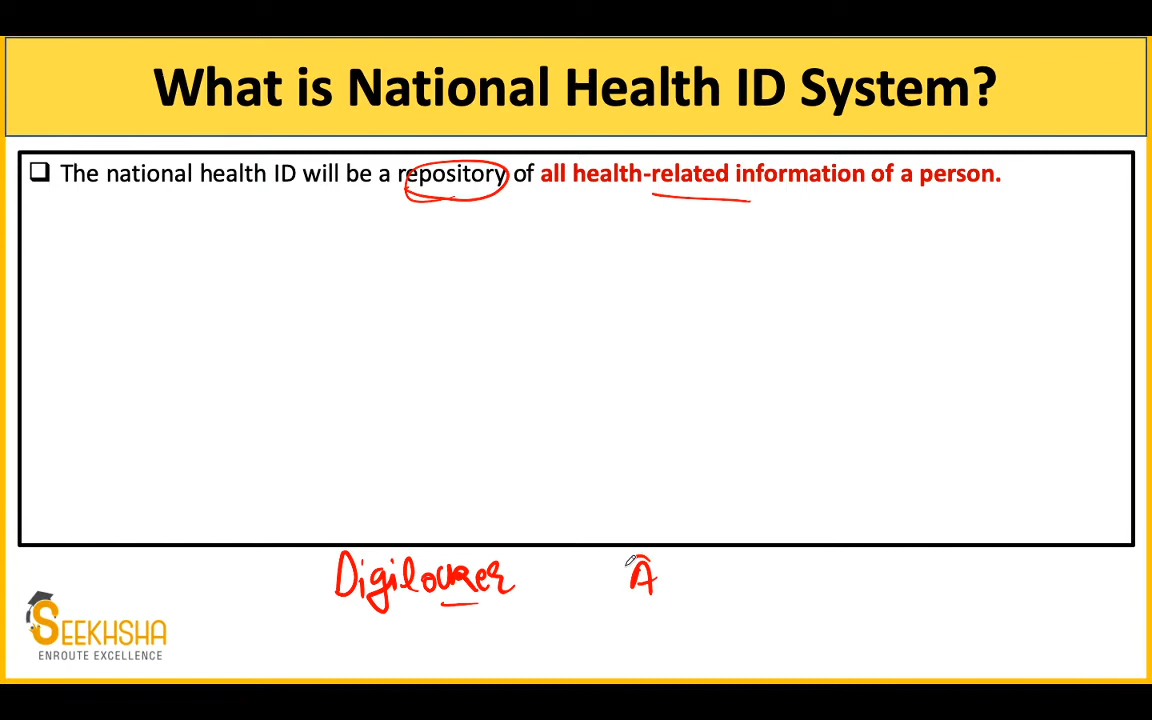 What is National Health ID System?
The national health ID will be a repository of all health-related information of a person.
Digilocker A
SEEKHSHA
ENROUTE EXCELLENCE